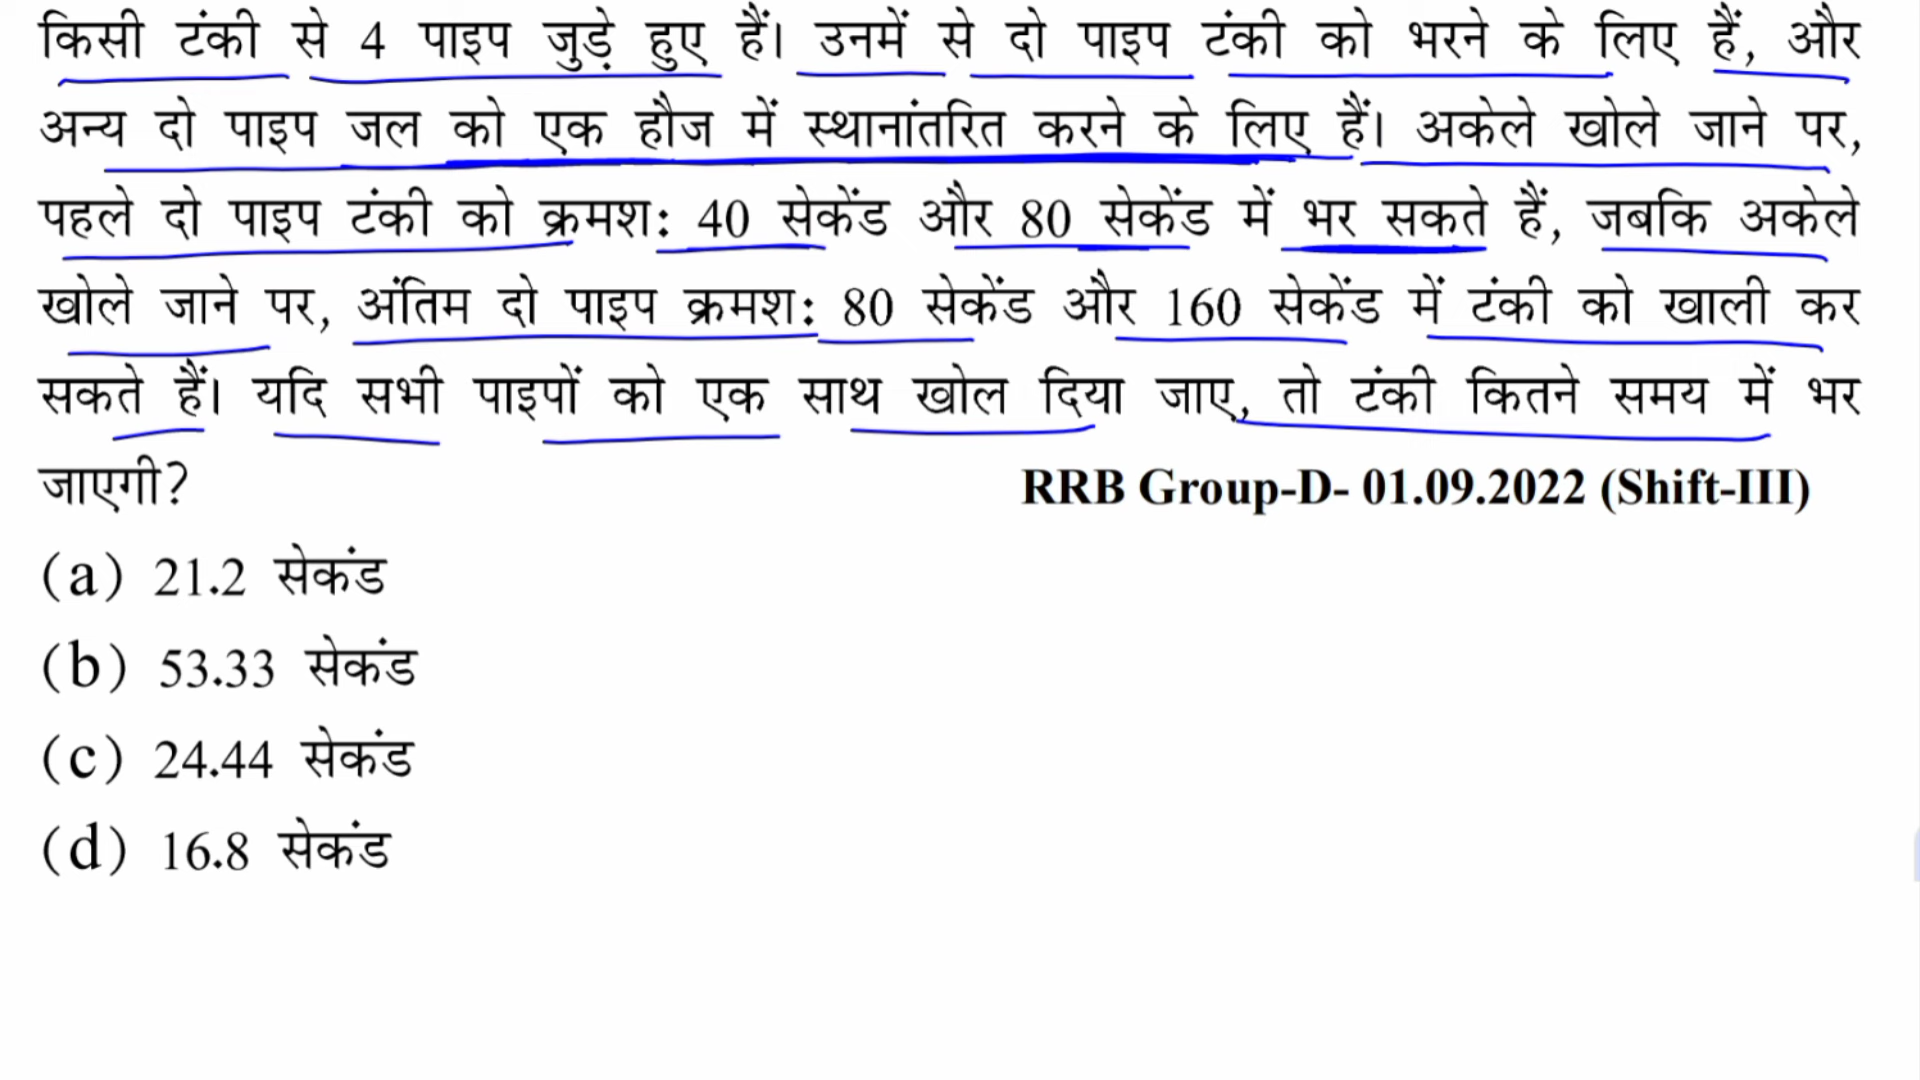 किसी टंकी से 4 पाइप जुड़े हुए हैं। उनमें से दो पाइप टंकी को भरने के लिए हैं, और
अन्य दो पाइप जल को एक हौज में स्थानांतरित करने के लिए हैं। अकेले खोले जाने पर,
पहले दो पाइप टंकी को क्रमश: 40 सेकेंड और 80 सेकेंड में भर सकते हैं, जबकि अकेले
खोले जाने पर, अंतिम दो पाइप क्रमश: 80 सेकेंड और 160 सेकेंड में टंकी को खाली कर
सकते हैं। यदि सभी पाइपों को एक साथ खोल दिया जाए, तो टंकी कितने समय में भर
जाएगी? RRB Group-D- 01.09.2022 (Shift-III)
(a) 21.2 सेकंड
(b) 53.33 सेकंड
(c) 24.44 सेकंड
(d) 16.8 सेकंड